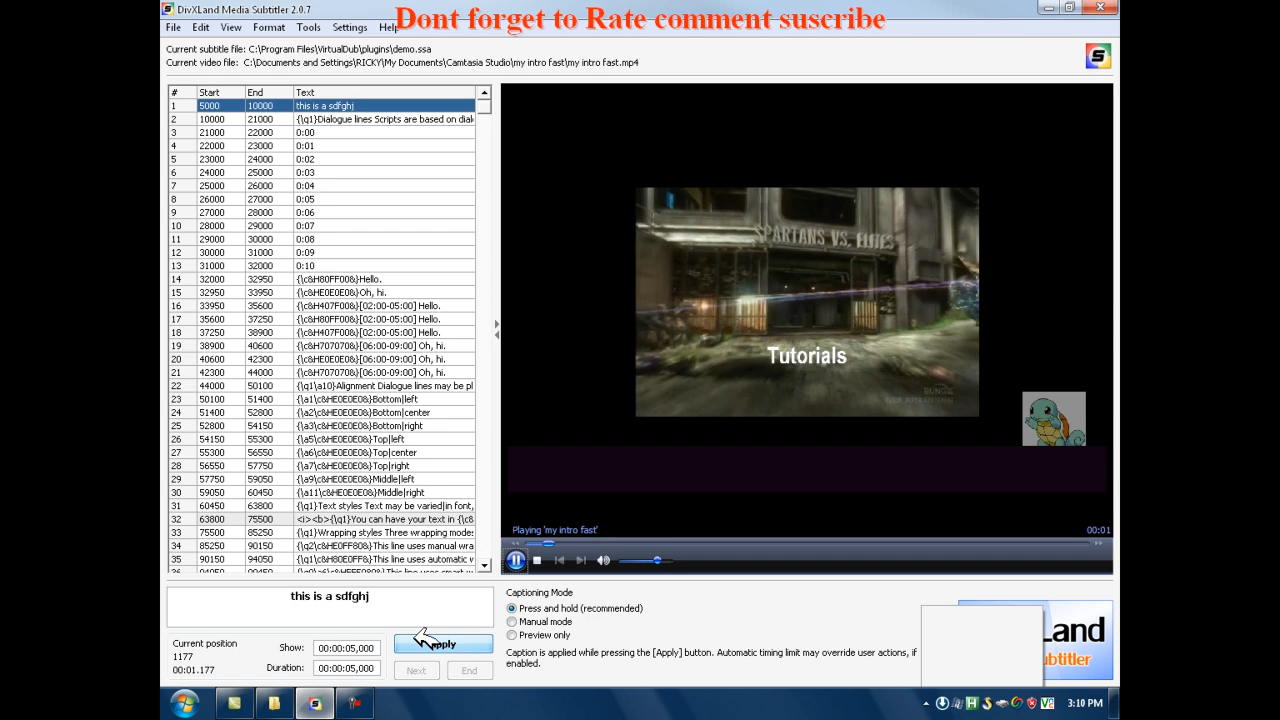 DivXLand Media Subtitler 2.0.7
Dont forget to Rate comment suscribe
File Edit View Format Tools Settings Help
Current subtitle file: C:\Program Files\VirtualDub\plugins\demo.ssa
Current video file: C:\Documents and Settings\RICKY\My Documents\Camtasia Studio\my intro fast\my intro fast.mp4
# Start End Text
1 5000 10000 this is a sdfghj
2 10000 21000 {\q1}Dialogue lines Scripts are based on dial
3 21000 22000 0:00
4 22000 23000 0:01
5 23000 24000 0:02
6 24000 25000 0:03
7 25000 26000 0:04
8 26000 27000 0:05
9 27000 28000 0:06
10 28000 29000 0:07
11 29000 30000 0:08
12 30000 31000 0:09
13 31000 32000 0:10
14 32000 32950 {\c&H80FF00&}Hello.
15 32950 33950 {\c&HE0E0E0&}Oh, hi.
16 33950 35600 {\c&H407F00&}[02:00-05:00] Hello.
17 35600 37250 {\c&H80FF00&}[02:00-05:00] Hello.
18 37250 38900 {\c&H407F00&}[02:00-05:00] Hello.
19 38900 40600 {\c&H707070&}[06:00-09:00] Oh, hi.
20 40600 42300 {\c&HE0E0E0&}[06:00-09:00] Oh, hi.
21 42300 44000 {\c&H707070&}[06:00-09:00] Oh, hi.
22 44000 50100 {\q1\a10}Alignment Dialogue lines may be pl
23 50100 51400 {\a1\c&HE0E0E0&}Bottom|left
24 51400 52800 {\a2\c&HE0E0E0&}Bottom|center
25 52800 54150 {\a3\c&HE0E0E0&}Bottom|right
26 54150 55300 {\a5\c&HE0E0E0&}Top|left
27 55300 56550 {\a6\c&HE0E0E0&}Top|center
28 56550 57750 {\a7\c&HE0E0E0&}Top|right
29 57750 59050 {\a9\c&HE0E0E0&}Middle|left
30 59050 60450 {\a11\c&HE0E0E0&}Middle|right
31 60450 63800 {\q1}Text styles Text may be varied|in font,
32 63800 75500 <i><b>{\q1}You can have your text in {\c&
33 75500 85250 {\q1}Wrapping styles Three wrapping modes
34 85250 90150 {\q2\c&HE0FF80&}This line uses manual wra
35 90150 94050 {\q1\c&H80E0FF&}This line uses automatic w
SPARTANS VS. ELITES
Tutorials
BUNGIE
Playing 'my intro fast' 00:01
this is a sdfghj
Current position
1177
00:01.177
Show: 00:00:05,000
Duration: 00:00:05,000
Apply
Next End
Captioning Mode
Press and hold (recommended)
Manual mode
Preview only
Caption is applied while pressing the [Apply] button. Automatic timing limit may override user actions, if
enabled.
Land
ubtitler
3:10 PM